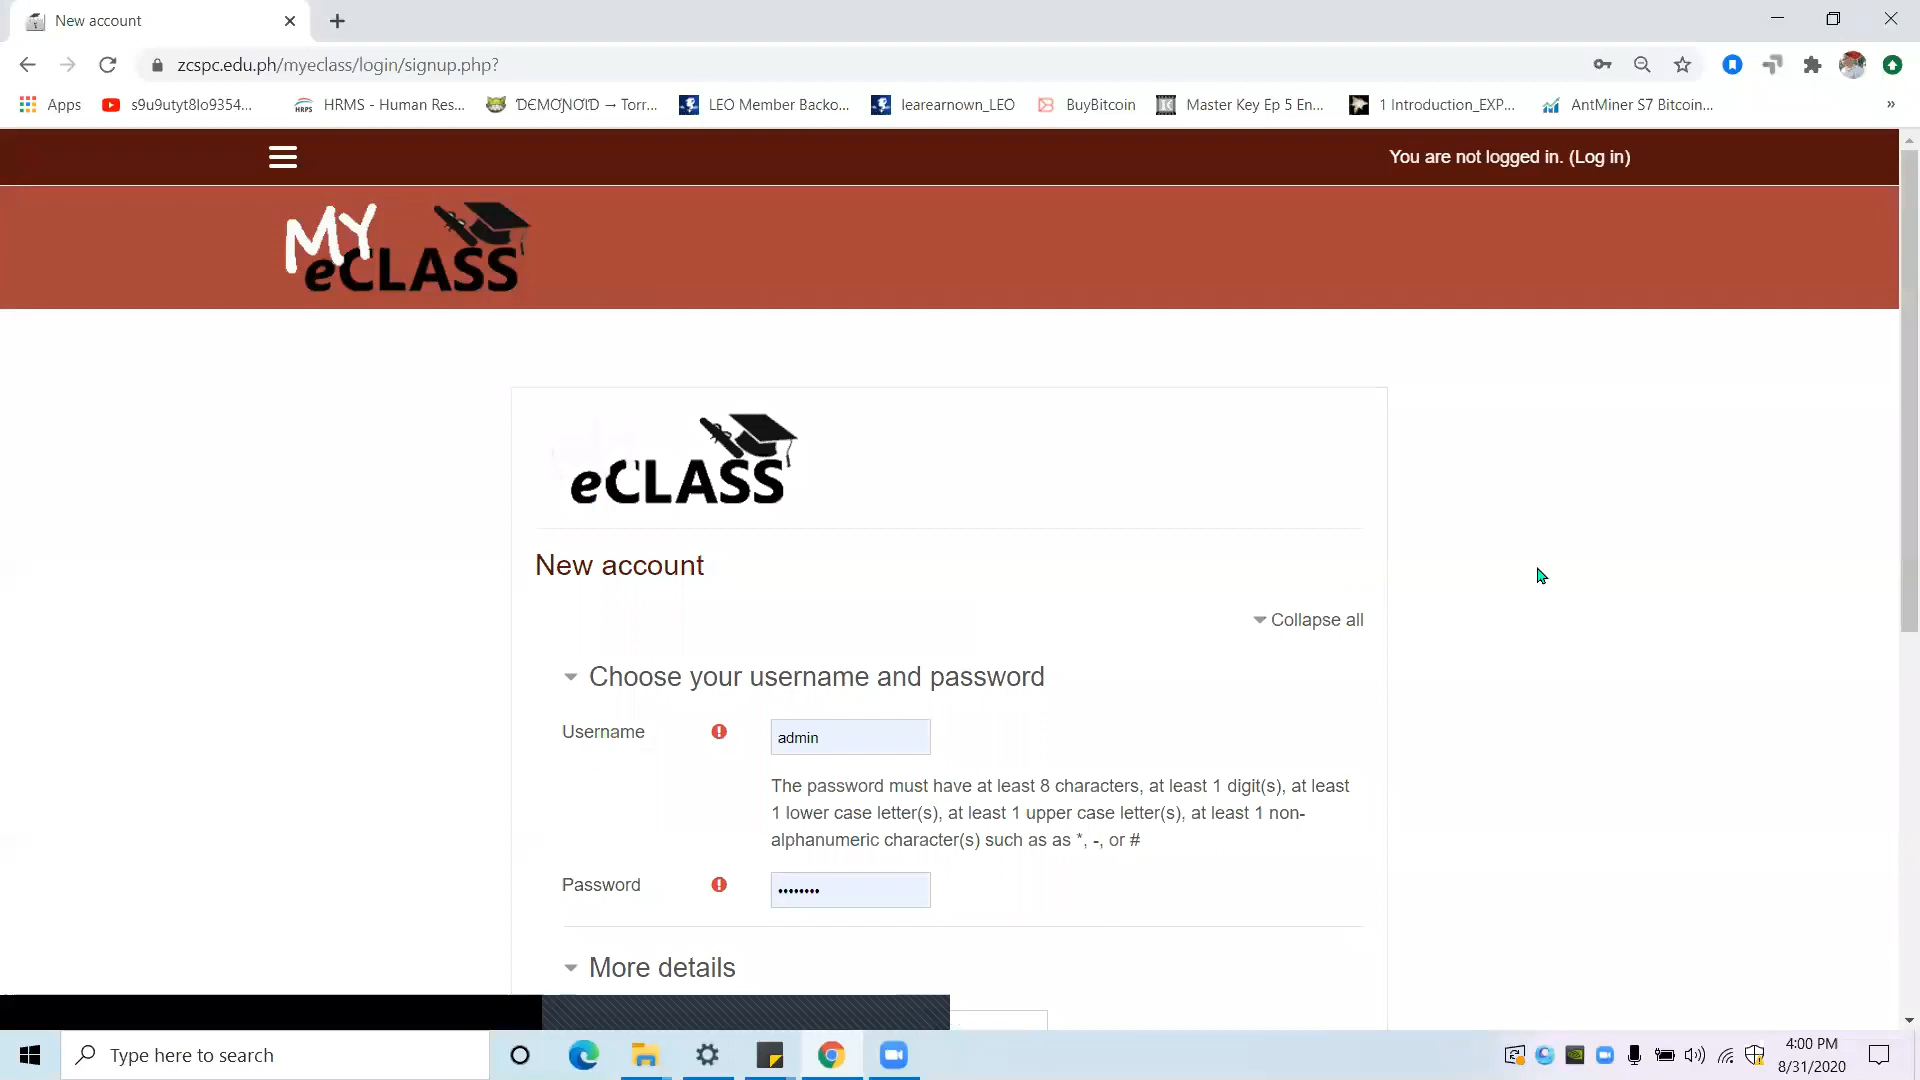 New account
zcspc.edu.ph/myeclass/login/signup.php?
Apps
s9u9utyt8lo9354...
HRMS - Human Res...
→ Torr...
LEO Member Backo...
learearnown_LEO
BuyBitcoin
Master Key Ep 5 En...
1 Introduction_EXP...
AntMiner S7 Bitcoin...
»
You are not logged in. (Log in)
MY
eCLASS
eCLASS
New account
Collapse all
Choose your username and password
Username
admin
The password must have at least 8 characters, at least 1 digit(s), at least
1 lower case letter(s), at least 1 upper case letter(s), at least 1 non-
alphanumeric character(s) such as as *, -, or #
Password
••••••••
More details
Type here to search
4:00 PM
8/31/2020